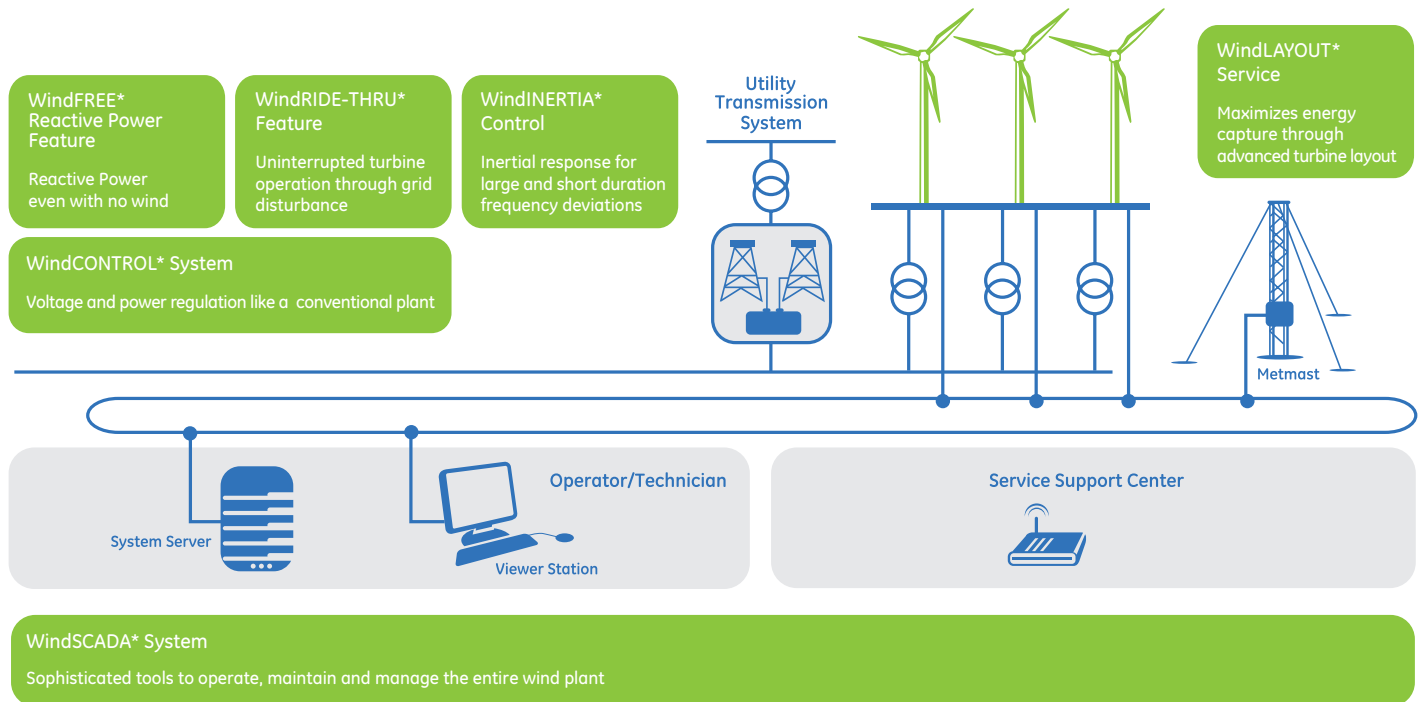 WindFREE*
Reactive Power
Feature
Reactive Power
even with no wind
WindRIDE-THRU*
Feature
Uninterrupted turbine
operation through grid
disturbance
WindINERTIA*
Control
Inertial response for
large and short duration
frequency deviations
Utility
Transmission
System
WindLAYOUT*
Service
Maximizes energy
capture through
advanced turbine layout
WindCONTROL* System
Voltage and power regulation like a conventional plant
Metmast
Operator/Technician
System Server
Viewer Station
Service Support Center
WindSCADA* System
Sophisticated tools to operate, maintain and manage the entire wind plant